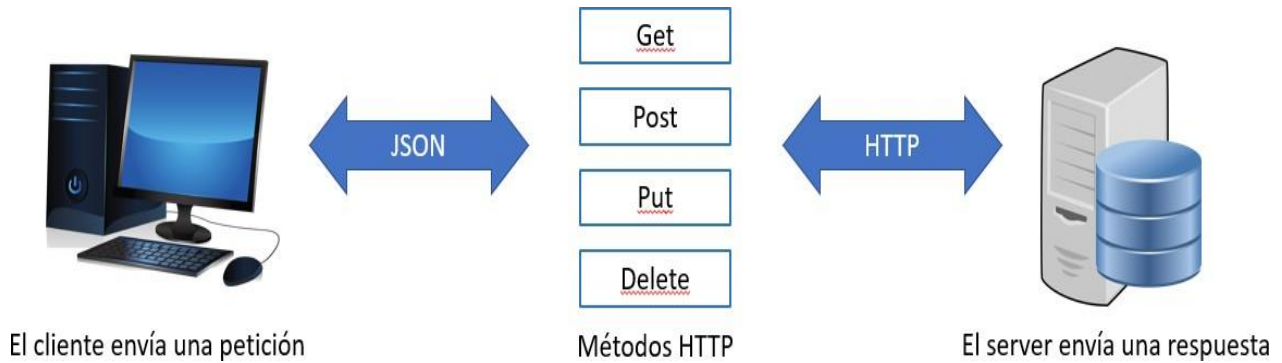 Get
Post
JSON
HTTP
Put
Delete
El cliente envía una petición
Métodos HTTP
El server envía una respuesta